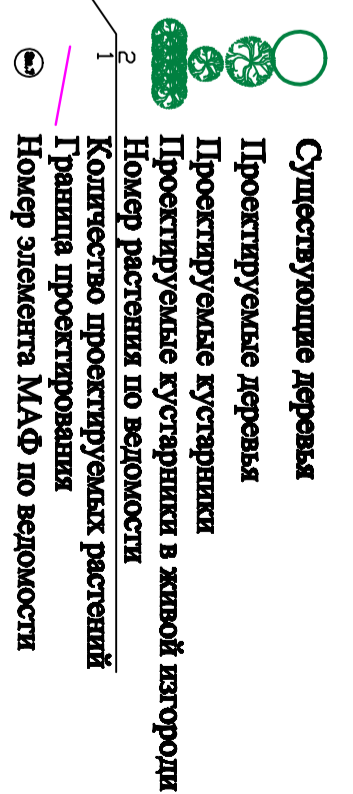 Существующие деревья
Проектируемые деревья
Проектируемые кустарники
Проектируемые кустарники в живой изгороди
2 Номер растения по ведомости
1 Количество проектируемых растений
Граница проектирования
Номер элемента МАФ по ведомости